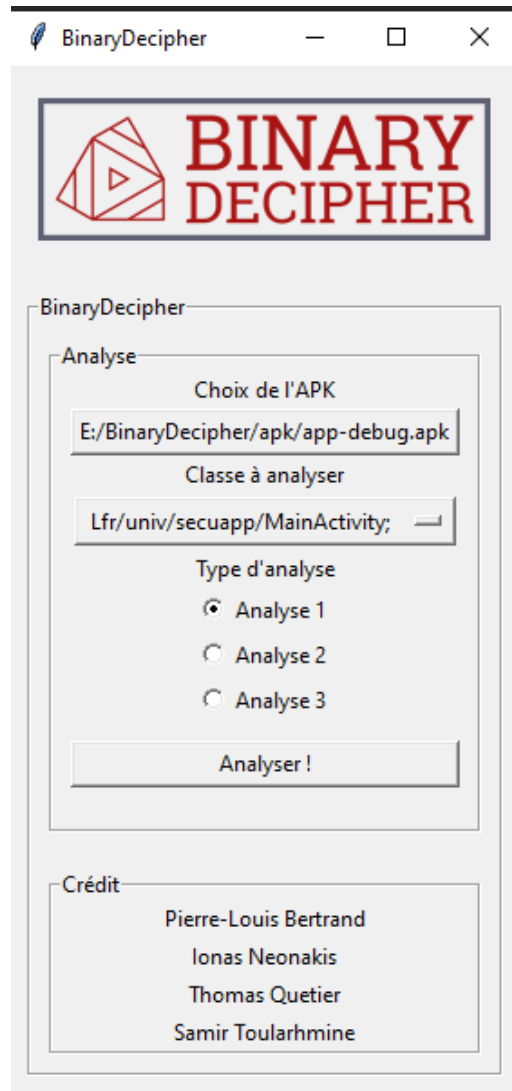 BinaryDecipher
BINARY
DECIPHER
BinaryDecipher
Analyse
Choix de l'APK
E:/BinaryDecipher/apk/app-debug.apk
Classe à analyser
Lfr/univ/secuapp/MainActivity;
Type d'analyse
Analyse 1
Analyse 2
Analyse 3
Analyser !
Crédit
Pierre-Louis Bertrand
Ionas Neonakis
Thomas Quetier
Samir Toularhmine